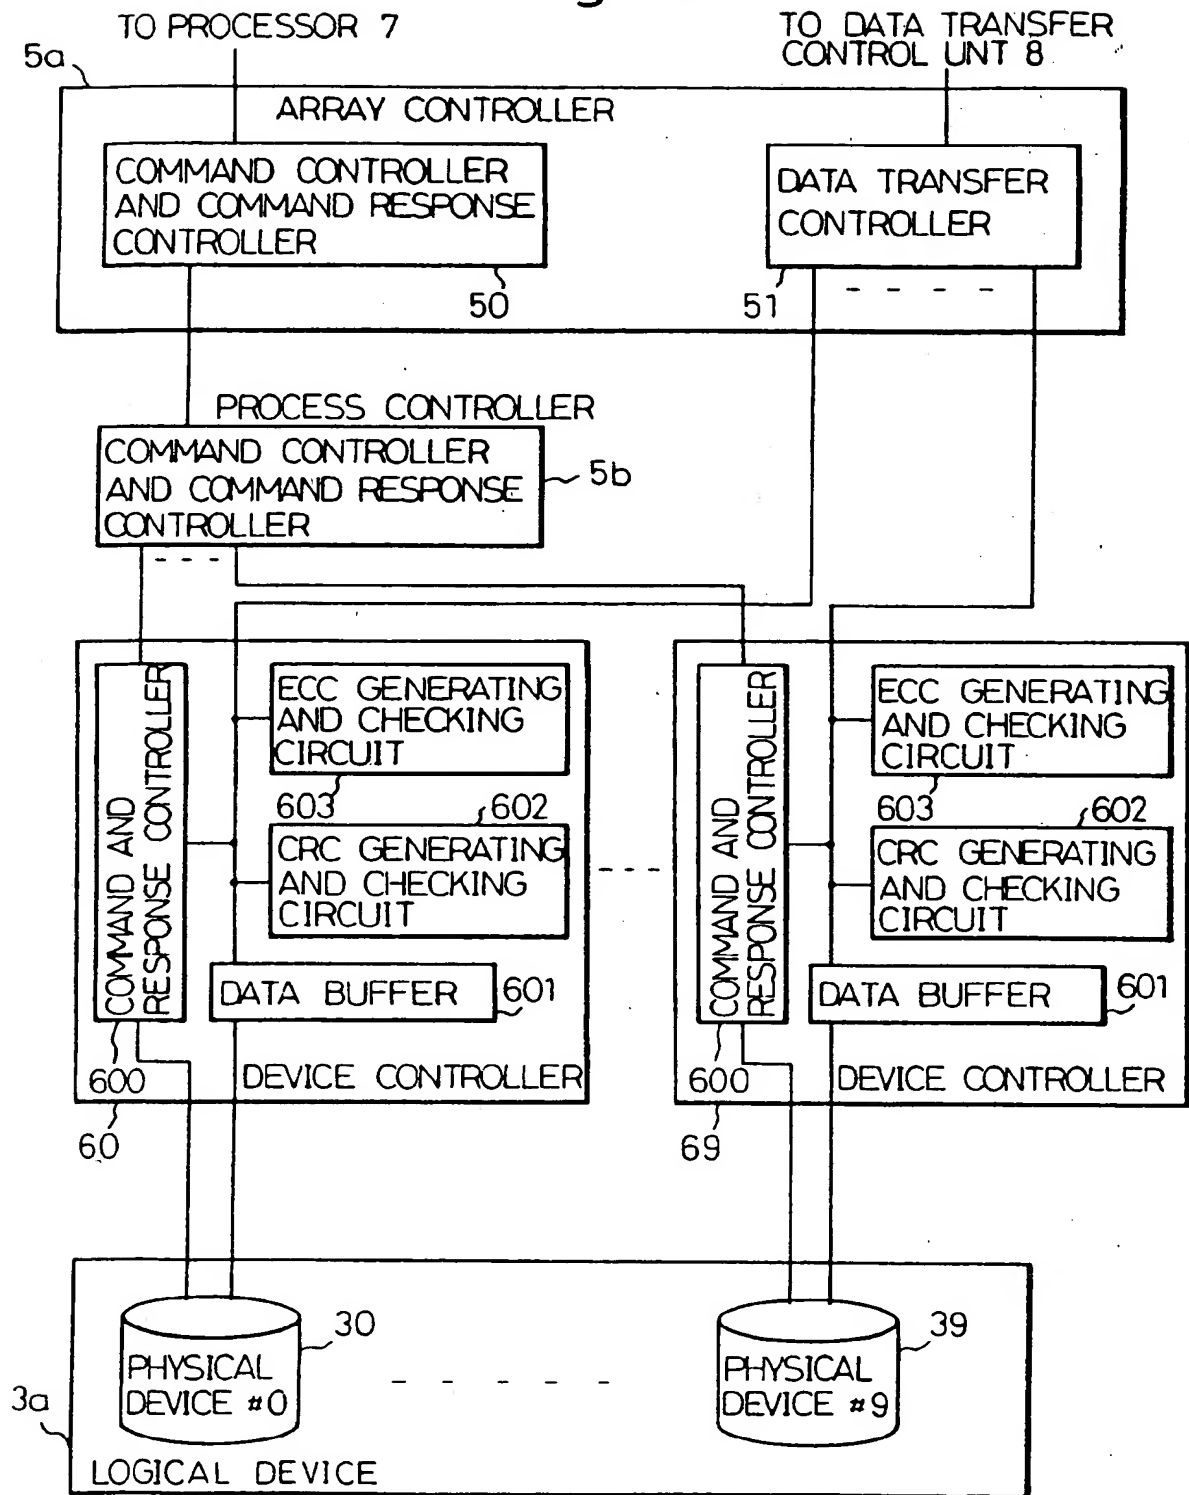 TO PROCESSOR 7
TO DATA TRANSFER
CONTROL UNT 8
5a
ARRAY CONTROLLER
COMMAND CONTROLLER
AND COMMAND RESPONSE
CONTROLLER
50
DATA TRANSFER
CONTROLLER
51
PROCESS CONTROLLER
COMMAND CONTROLLER
AND COMMAND RESPONSE
CONTROLLER
5b
COMMAND AND
RESPONSE CONTROLLER
ECC GENERATING
AND CHECKING
CIRCUIT
603
602
CRC GENERATING
AND CHECKING
CIRCUIT
DATA BUFFER
601
600
DEVICE CONTROLLER
60
COMMAND AND
RESPONSE CONTROLLER
ECC GENERATING
AND CHECKING
CIRCUIT
603
602
CRC GENERATING
AND CHECKING
CIRCUIT
DATA BUFFER
601
600
DEVICE CONTROLLER
69
30
PHYSICAL
DEVICE #0
39
PHYSICAL
DEVICE #9
3a
LOGICAL DEVICE